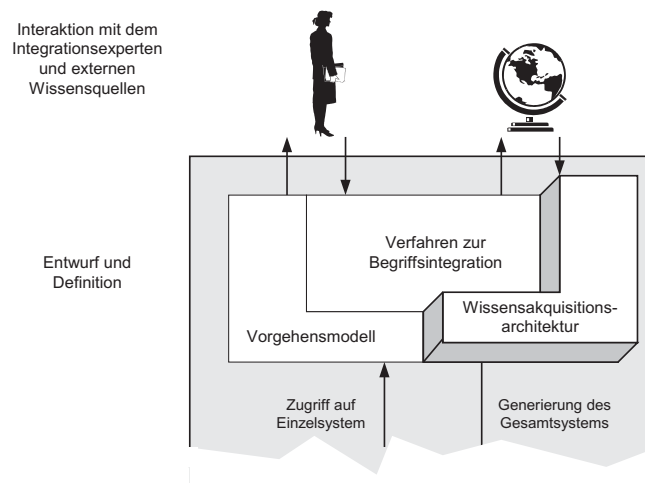 Interaktion mit dem
Integrationsexperten
und externen
Wissensquellen
Entwurf und
Definition
Verfahren zur
Begriffsintegration
Wissensakquisitions-
architektur
Vorgehensmodell
Zugriff auf
Einzelsystem
Generierung des
Gesamtsystems